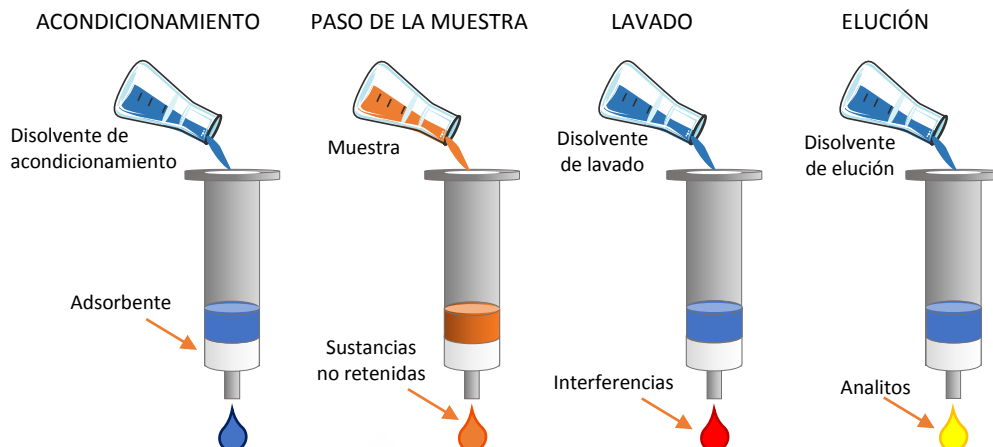 ACONDICIONAMIENTO
PASO DE LA MUESTRA
LAVADO
ELUCIÓN
Disolvente de
acondicionamiento
Muestra
Disolvente
de lavado
Disolvente
de elución
Adsorbente
Sustancias
no retenidas
Interferencias
Analitos